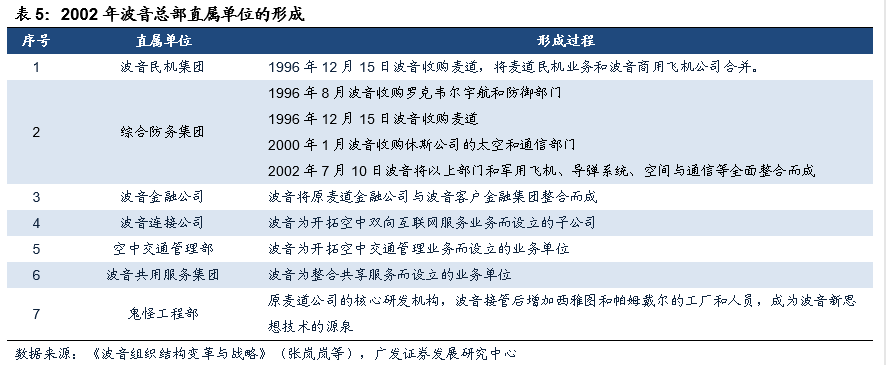 表 5：2002 年波音总部直属单位的形成
序号 直属单位 形成过程
1 波音民机集团 1996 年 12 月 15 日波音收购麦道，将麦道民机业务和波音商用飞机公司合并。
1996 年 8 月波音收购罗克韦尔宇航和防御部门
1996 年 12 月 15 日波音收购麦道
2 综合防务集团
2000 年 1 月波音收购休斯公司的太空和通信部门
2002 年 7 月 10 日波音将以上部门和军用飞机、导弹系统、空间与通信等全面整合而成
3 波音金融公司 波音将原麦道金融公司与波音客户金融集团整合而成
4 波音连接公司 波音为开拓空中双向互联网服务业务而设立的子公司
5 空中交通管理部 波音为开拓空中交通管理业务而设立的业务单位
6 波音共用服务集团 波音为整合共享服务而设立的业务单位
7 鬼怪工程部 原麦道公司的核心研发机构，波音接管后增加西雅图和帕姆戴尔的工厂和人员，成为波音新思
想技术的源泉
数据来源：《波音组织结构变革与战略》（张岚岚等），广发证券发展研究中心